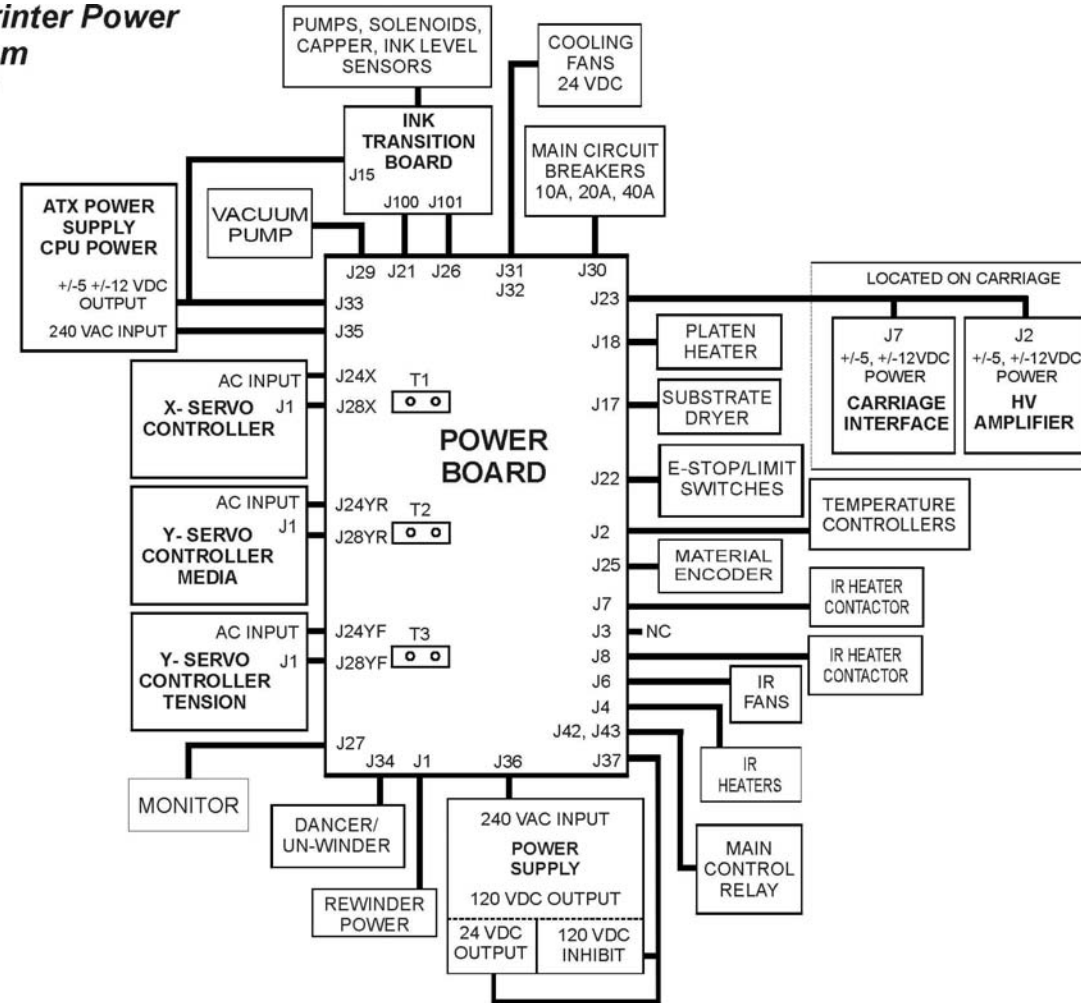 rinter Power
m
PUMPS, SOLENOIDS,
CAPPER, INK LEVEL
SENSORS
COOLING
FANS
24 VDC
INK
TRANSITION
BOARD
J15
J100 J101
MAIN CIRCUIT
BREAKERS
10A, 20A, 40A
ATX POWER
SUPPLY
CPU POWER
+/-5 +/-12 VDC
OUTPUT
240 VAC INPUT
VACUUM
PUMP
J29 J21 J26 J31 J30
J32
J33
J35
J23
LOCATED ON CARRIAGE
J7
+/-5, +/-12VDC
POWER
CARRIAGE
INTERFACE
J2
+/-5, +/-12VDC
POWER
HV
AMPLIFIER
J18
PLATEN
HEATER
AC INPUT
J1
X- SERVO
CONTROLLER
J24X
J28X
T1
J17
SUBSTRATE
DRYER
POWER
BOARD
J22
E-STOP/LIMIT
SWITCHES
AC INPUT
J1
Y- SERVO
CONTROLLER
MEDIA
J24YR
J28YR
T2
J2
TEMPERATURE
CONTROLLERS
J25
MATERIAL
ENCODER
J7
IR HEATER
CONTACTOR
AC INPUT
J1
Y- SERVO
CONTROLLER
TENSION
J24YF
J28YF
T3
J3
NC
J8
IR HEATER
CONTACTOR
J6
IR
FANS
J4
IR
HEATERS
J42, J43
MAIN
CONTROL
RELAY
J37
J27
MONITOR
J34 J1 J36
DANCER/
UN-WINDER
REWINDER
POWER
240 VAC INPUT
POWER
SUPPLY
120 VDC OUTPUT
24 VDC
OUTPUT
120 VDC
INHIBIT